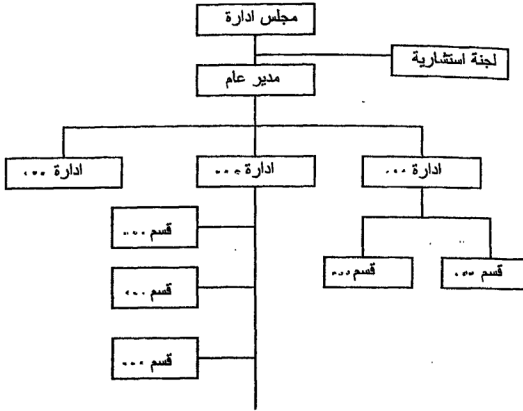 مجلس ادارة
لجنة استشارية
مدير عام
ادارة ...
ادارة ...
ادارة ...
قسم ...
قسم ...
قسم ...
قسم ...
قسم ...